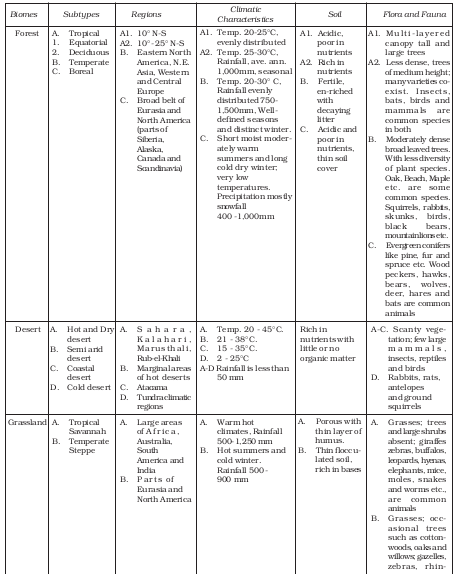 Biomes Subtypes Regions Climatic Characteristics Soil Flora and Fauna
Forest
A. Tropical
1. Equatorial
2. Deciduous
B. Temperate
C. Boreal
A1. 10° N-S
A2. 10°-25° N-S
B. Eastern North
America, N.E.
Asia, Western
and Central
Europe
C. Broad belt of
Eurasia and
North America
(parts of
Siberia,
Alaska,
Canada and
Scandinavia)
A1. Temp. 20-25°C,
evenly distributed
A2. Temp. 25-30°C,
Rainfall, ave. ann.
1,000mm, seasonal
B. Temp. 20-30° C,
Rainfall evenly
distributed 750-
1,500mm, Well-
defined seasons
and distinct winter.
C. Short moist moder-
ately warm
summers and long
cold dry winter;
very low
temperatures.
Precipitation mostly
snowfall
400 -1,000mm
A1. Acidic,
poor in
nutrients
A2. Rich in
nutrients
B. Fertile,
en-riched
with
decaying
litter
C. Acidic and
poor in
nutrients,
thin soil
cover
A1. Multi-layered
canopy tall and
large trees
A2. Less dense, trees
of medium height;
many varieties co-
exist. Insects,
bats, birds and
mammals are
common species
in both
B. Moderately dense
broad leaved trees.
With less diversity
of plant species.
Oak, Beach, Maple
etc. are some
common species.
Squirrels, rabbits,
skunks, birds,
black bears,
mountain lions etc.
C. Evergreen conifers
like pine, fur and
spruce etc. Wood
peckers, hawks,
bears, wolves,
deer, hares and
bats are common
animals
Desert
A. Hot and Dry
desert
B. Semi arid
desert
C. Coastal
desert
D. Cold desert
A. Sahara,
Kalahari,
Marusthali,
Rub-el-Khali
B. Marginal areas
of hot deserts
C. Atacama
D. Tundra climatic
regions
A. Temp. 20 - 45°C.
B. 21 - 38°C.
C. 15 - 35°C.
D. 2 - 25°C
A-D Rainfall is less than
50 mm
Rich in
nutrients with
little or no
organic matter
A-C. Scanty vege-
tation; few large
mammals,
insects, reptiles
and birds
D. Rabbits, rats,
antelopes
and ground
squirrels
Grassland
A. Tropical
Savannah
B. Temperate
Steppe
A. Large areas
of Africa,
Australia,
South
America and
India
B. Parts of
Eurasia and
North America
A. Warm hot
climates, Rainfall
500-1,250 mm
B. Hot summers and
cold winter.
Rainfall 500 -
900 mm
A. Porous with
thin layer of
humus.
B. Thin floccu-
lated soil,
rich in bases
A. Grasses; trees
and large shrubs
absent; giraffes
zebras, buffalos,
leopards, hyenas,
elephants, mice,
moles, snakes
and worms etc.,
are common
animals
B. Grasses; occ-
asional trees
such as cotton-
woods, oaks and
willows; gazelles,
zebras, rhin-